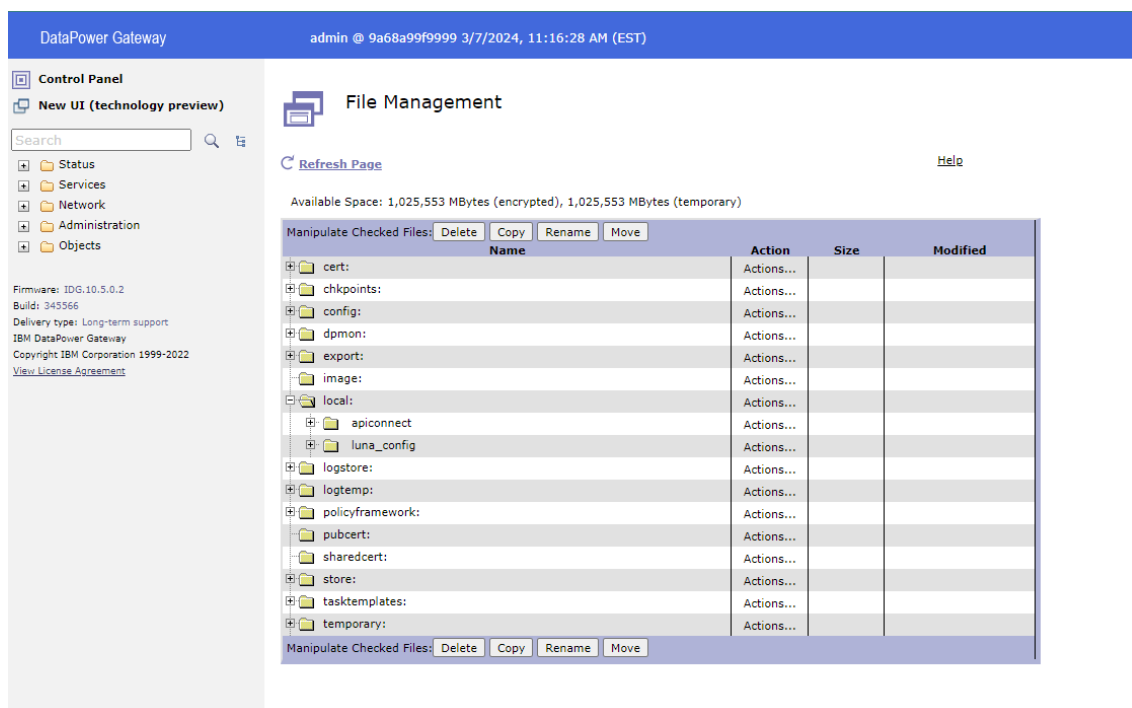 DataPower Gateway
admin @ 9a68a99f9999 3/7/2024, 11:16:28 AM (EST)
Control Panel
New UI (technology preview)
Search
Status
Services
Network
Administration
Objects
Firmware: IDG.10.5.0.2
Build: 345566
Delivery type: Long-term support
IBM DataPower Gateway
Copyright IBM Corporation 1999-2022
View License Agreement
File Management
Refresh Page
Help
Available Space: 1,025,553 MBytes (encrypted), 1,025,553 MBytes (temporary)
Manipulate Checked Files: Delete Copy Rename Move
Name Action Size Modified
cert: Actions...
chkpoints: Actions...
config: Actions...
dpmon: Actions...
export: Actions...
image: Actions...
local: Actions...
apiconnect Actions...
luna_config Actions...
logstore: Actions...
logtemp: Actions...
policyframework: Actions...
pubcert: Actions...
sharedcert: Actions...
store: Actions...
tasktemplates: Actions...
temporary: Actions...
Manipulate Checked Files: Delete Copy Rename Move